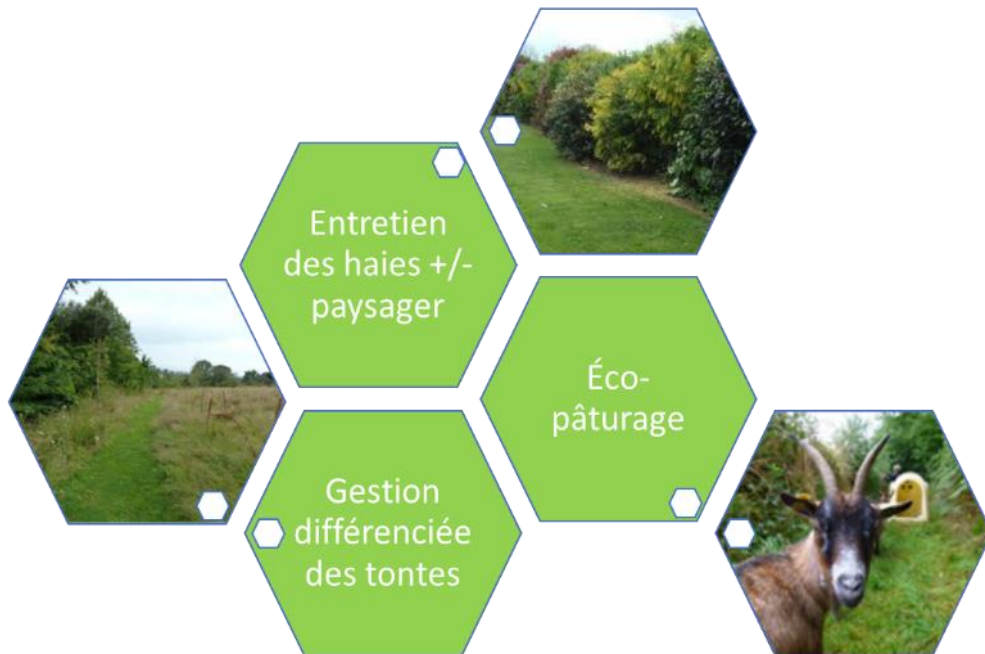 Entretien
des haies +/-
paysager
Éco-
pâturage
Gestion
différenciée
des tontes